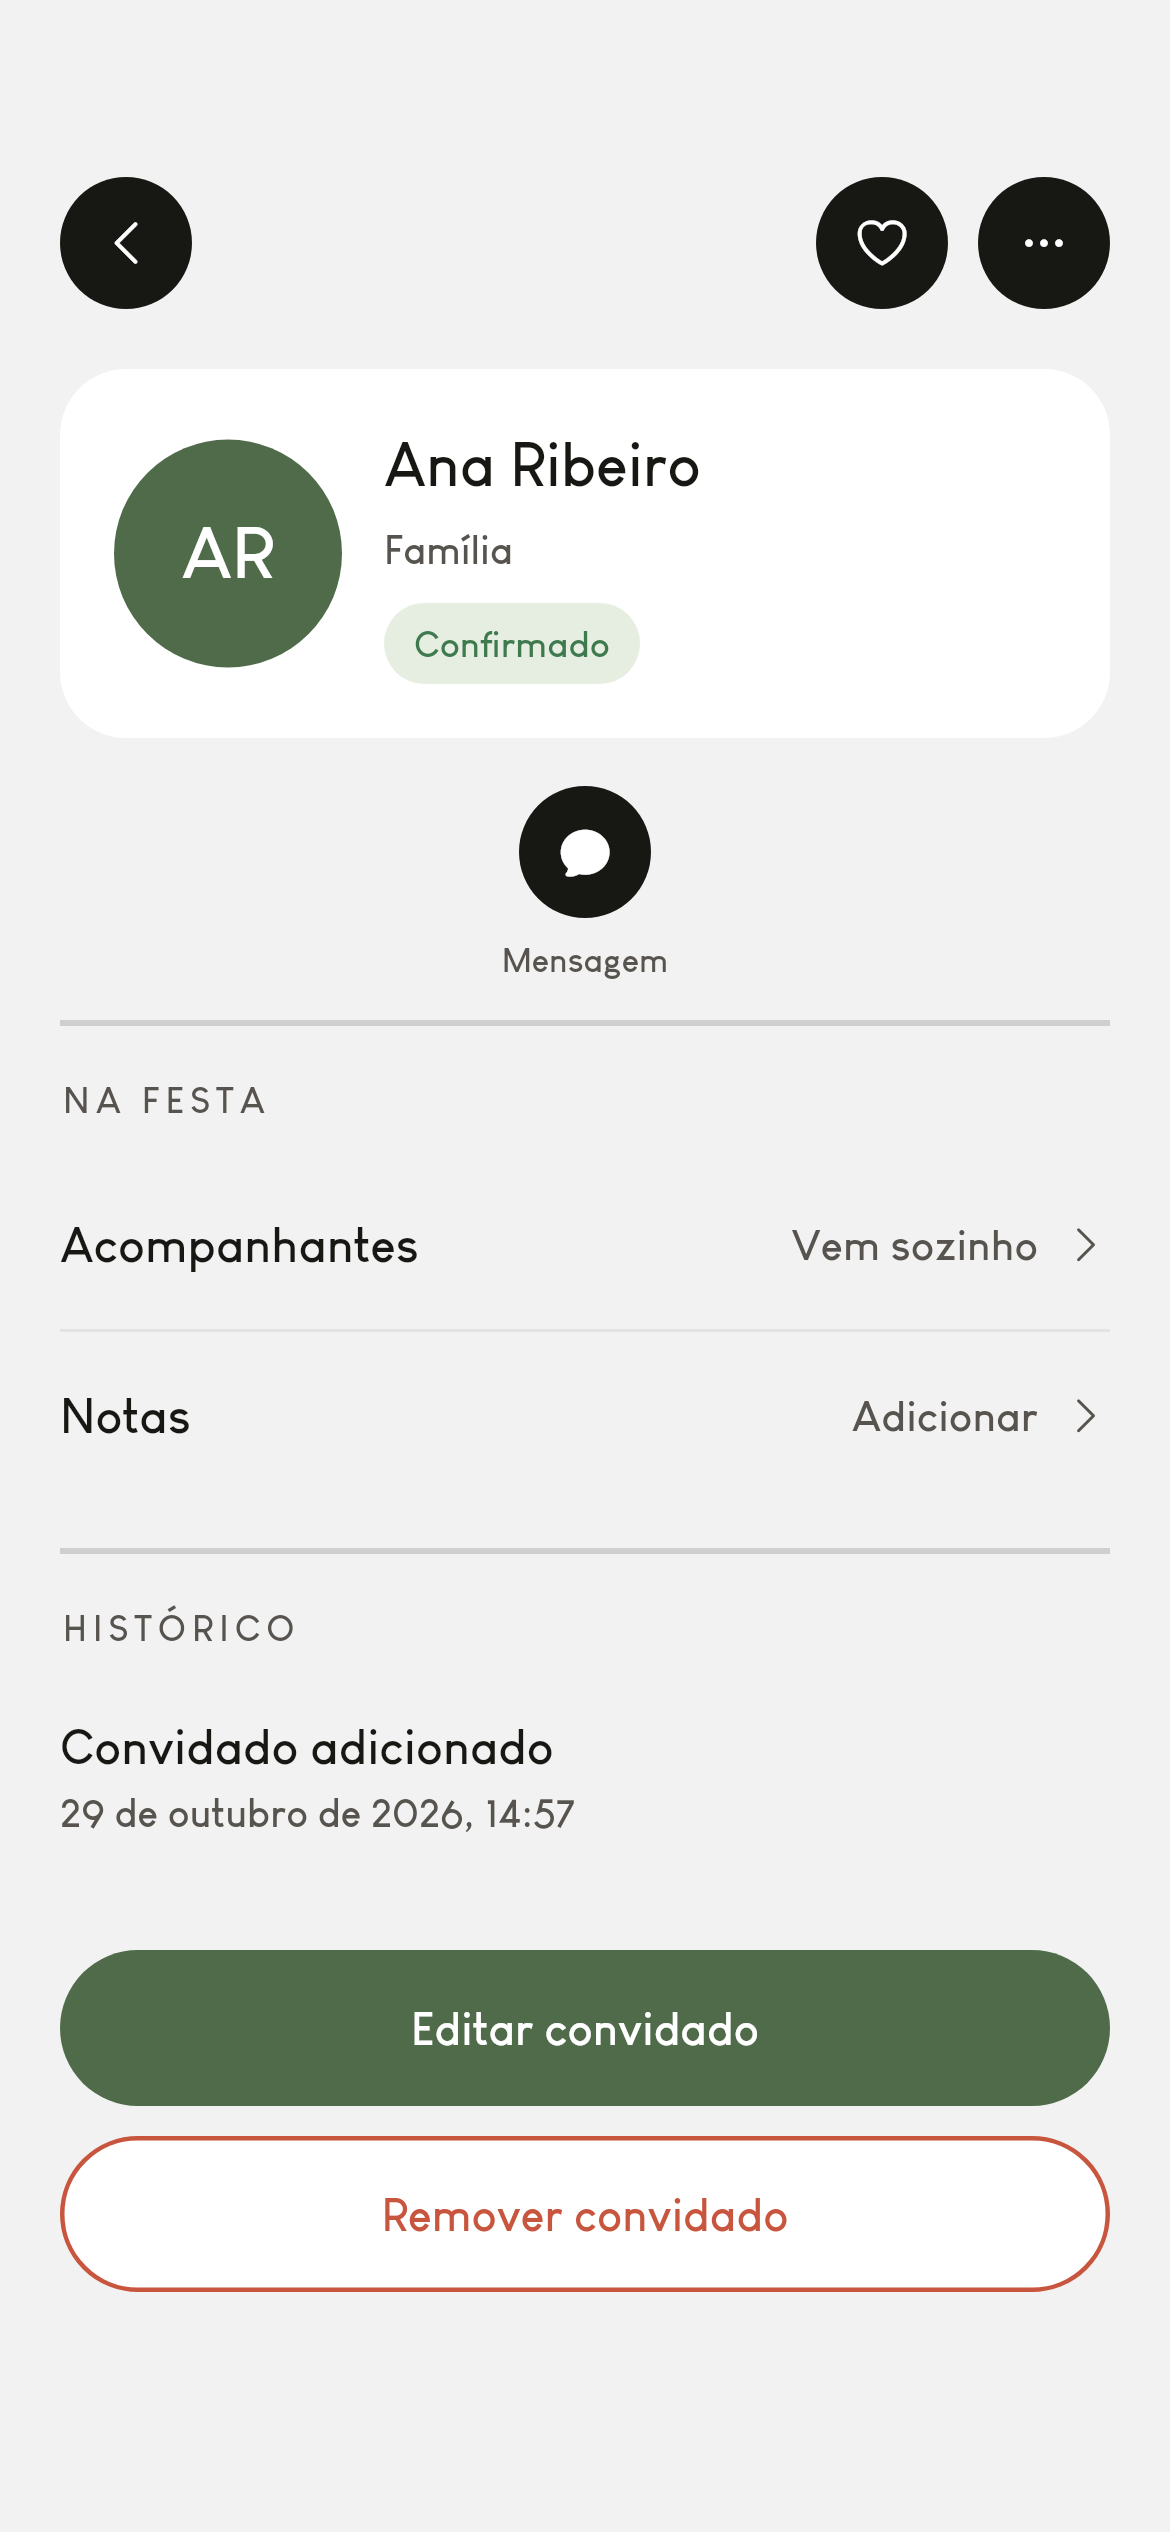 Ana Ribeiro
AR
Família
Confirmado
Mensagem
NA FESTA
Acompanhantes
Vem sozinho
Notas
Adicionar
HISTÓRICO
Convidado adicionado
29 de outubro de 2026, 14:57
Editar convidado
Remover convidado